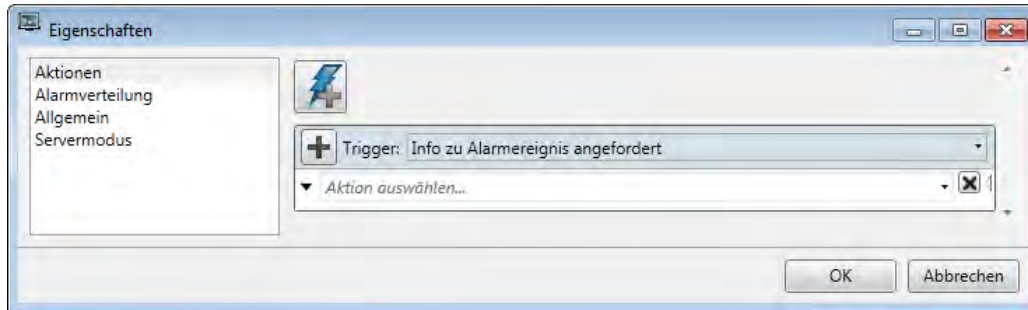 Eigenschaften
Aktionen
Alarmverteilung
Allgemein
Servermodus
Trigger: Info zu Alarmereignis angefordert
Aktion auswählen...
OK
Abbrechen